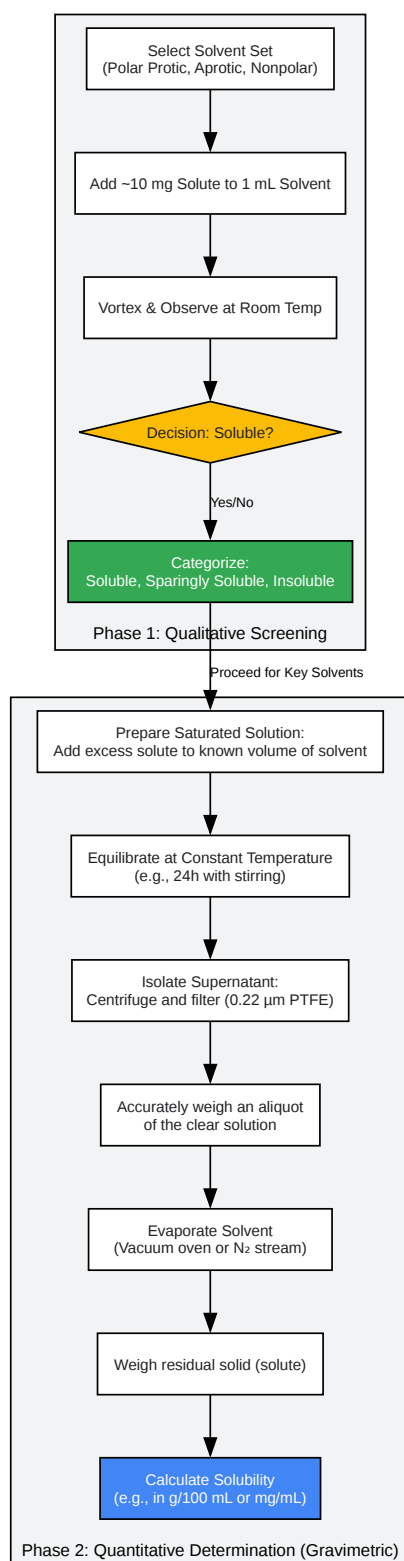 Select Solvent Set
(Polar Protic, Aprotic, Nonpolar)
Add ~10 mg Solute to 1 mL Solvent
Vortex & Observe at Room Temp
Decision: Soluble?
Yes/No
Categorize:
Soluble, Sparingly Soluble, Insoluble
Phase 1: Qualitative Screening
Proceed for Key Solvents
Prepare Saturated Solution:
Add excess solute to known volume of solvent
Equilibrate at Constant Temperature
(e.g., 24h with stirring)
Isolate Supernatant:
Centrifuge and filter (0.22 µm PTFE)
Accurately weigh an aliquot
of the clear solution
Evaporate Solvent
(Vacuum oven or N₂ stream)
Weigh residual solid (solute)
Calculate Solubility
(e.g., in g/100 mL or mg/mL)
Phase 2: Quantitative Determination (Gravimetric)